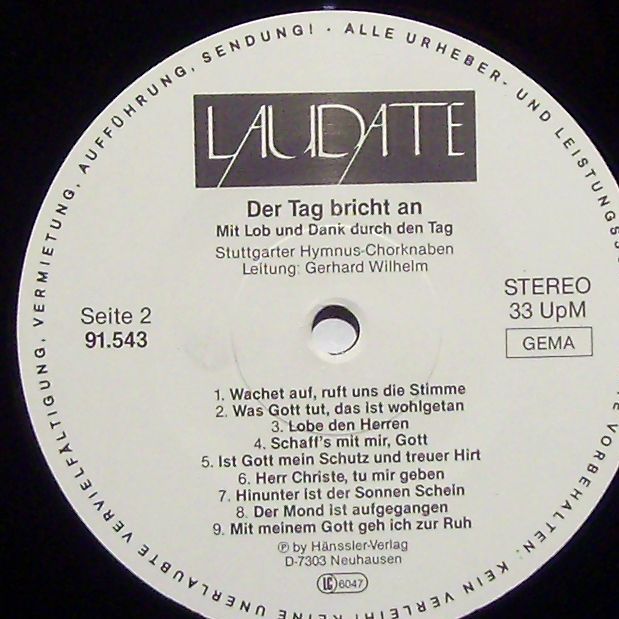 KEINE UNERLAUBTE VERVIELFÄLTIGUNG, VERMIETUNG, AUFFÜHRUNG, SENDUNG! · ALLE URHEBER- UND LEISTUNGS
VORBEHALTEN. KEIN VERLEIH!
LAUDATE
Der Tag bricht an
Mit Lob und Dank durch den Tag
Stuttgarter Hymnus-Chorknaben
Leitung: Gerhard Wilhelm
Seite 2
91.543
STEREO
33 UpM
GEMA
1. Wachet auf, ruft uns die Stimme
2. Was Gott tut, das ist wohlgetan
3. Lobe den Herren
4. Schaff's mit mir, Gott
5. Ist Gott mein Schutz und treuer Hirt
6. Herr Christe, tu mir geben
7. Hinunter ist der Sonnen Schein
8. Der Mond ist aufgegangen
9. Mit meinem Gott geh ich zur Ruh
℗ by Hänssler-Verlag
D-7303 Neuhausen
LC 6047